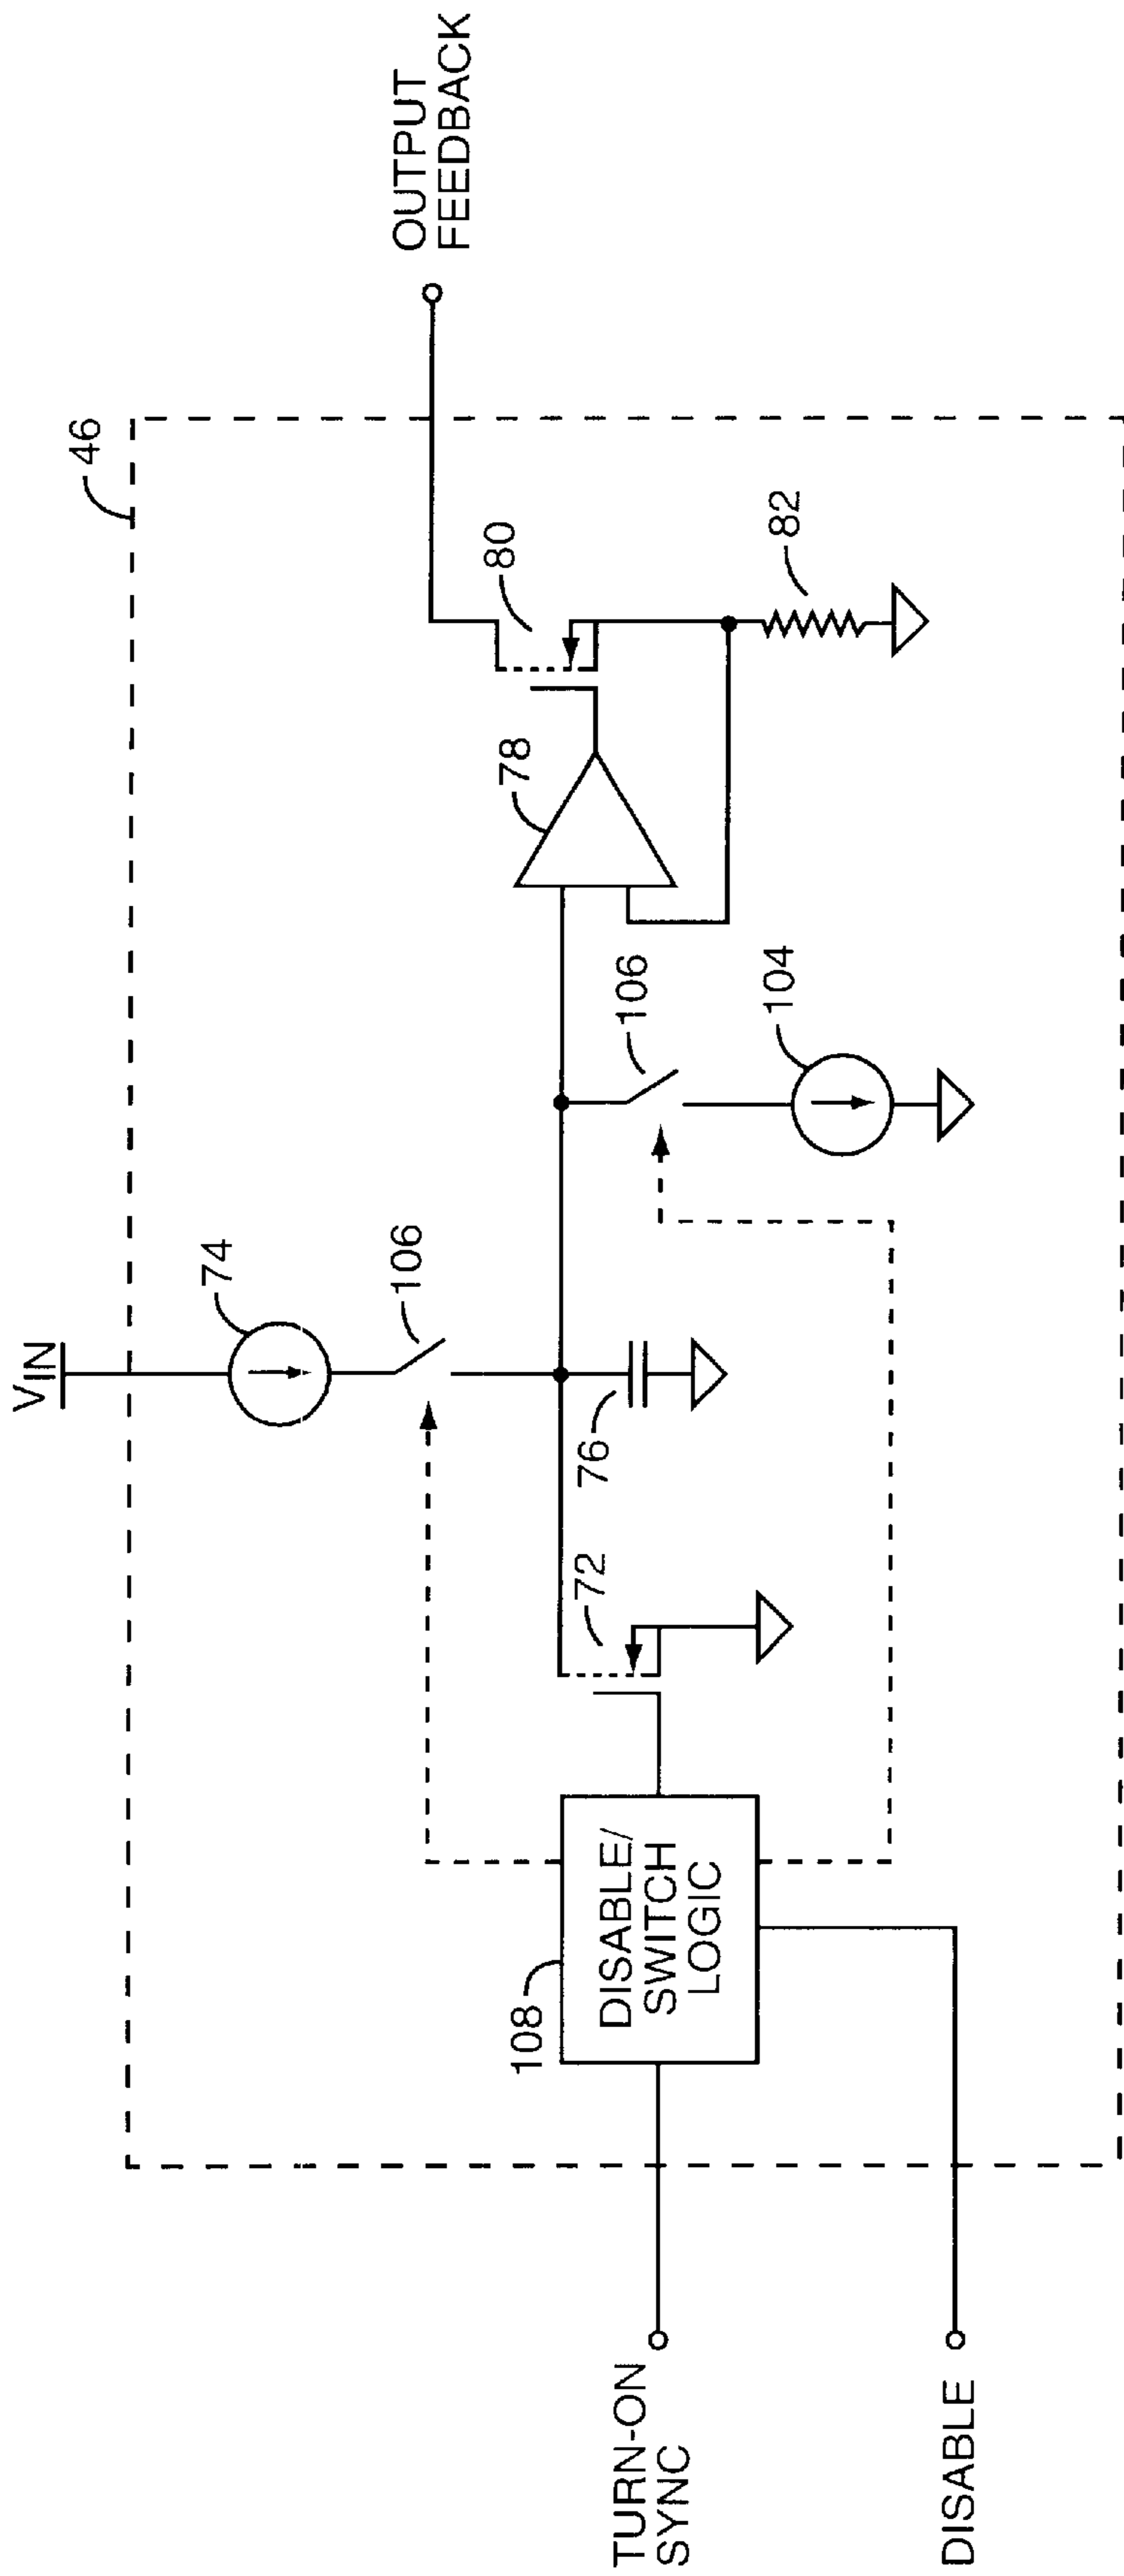 VIN
74
106
46
OUTPUT
FEEDBACK
80
78
82
106
104
76
72
108
DISABLE/
SWITCH
LOGIC
TURN-ON
SYNC
DISABLE